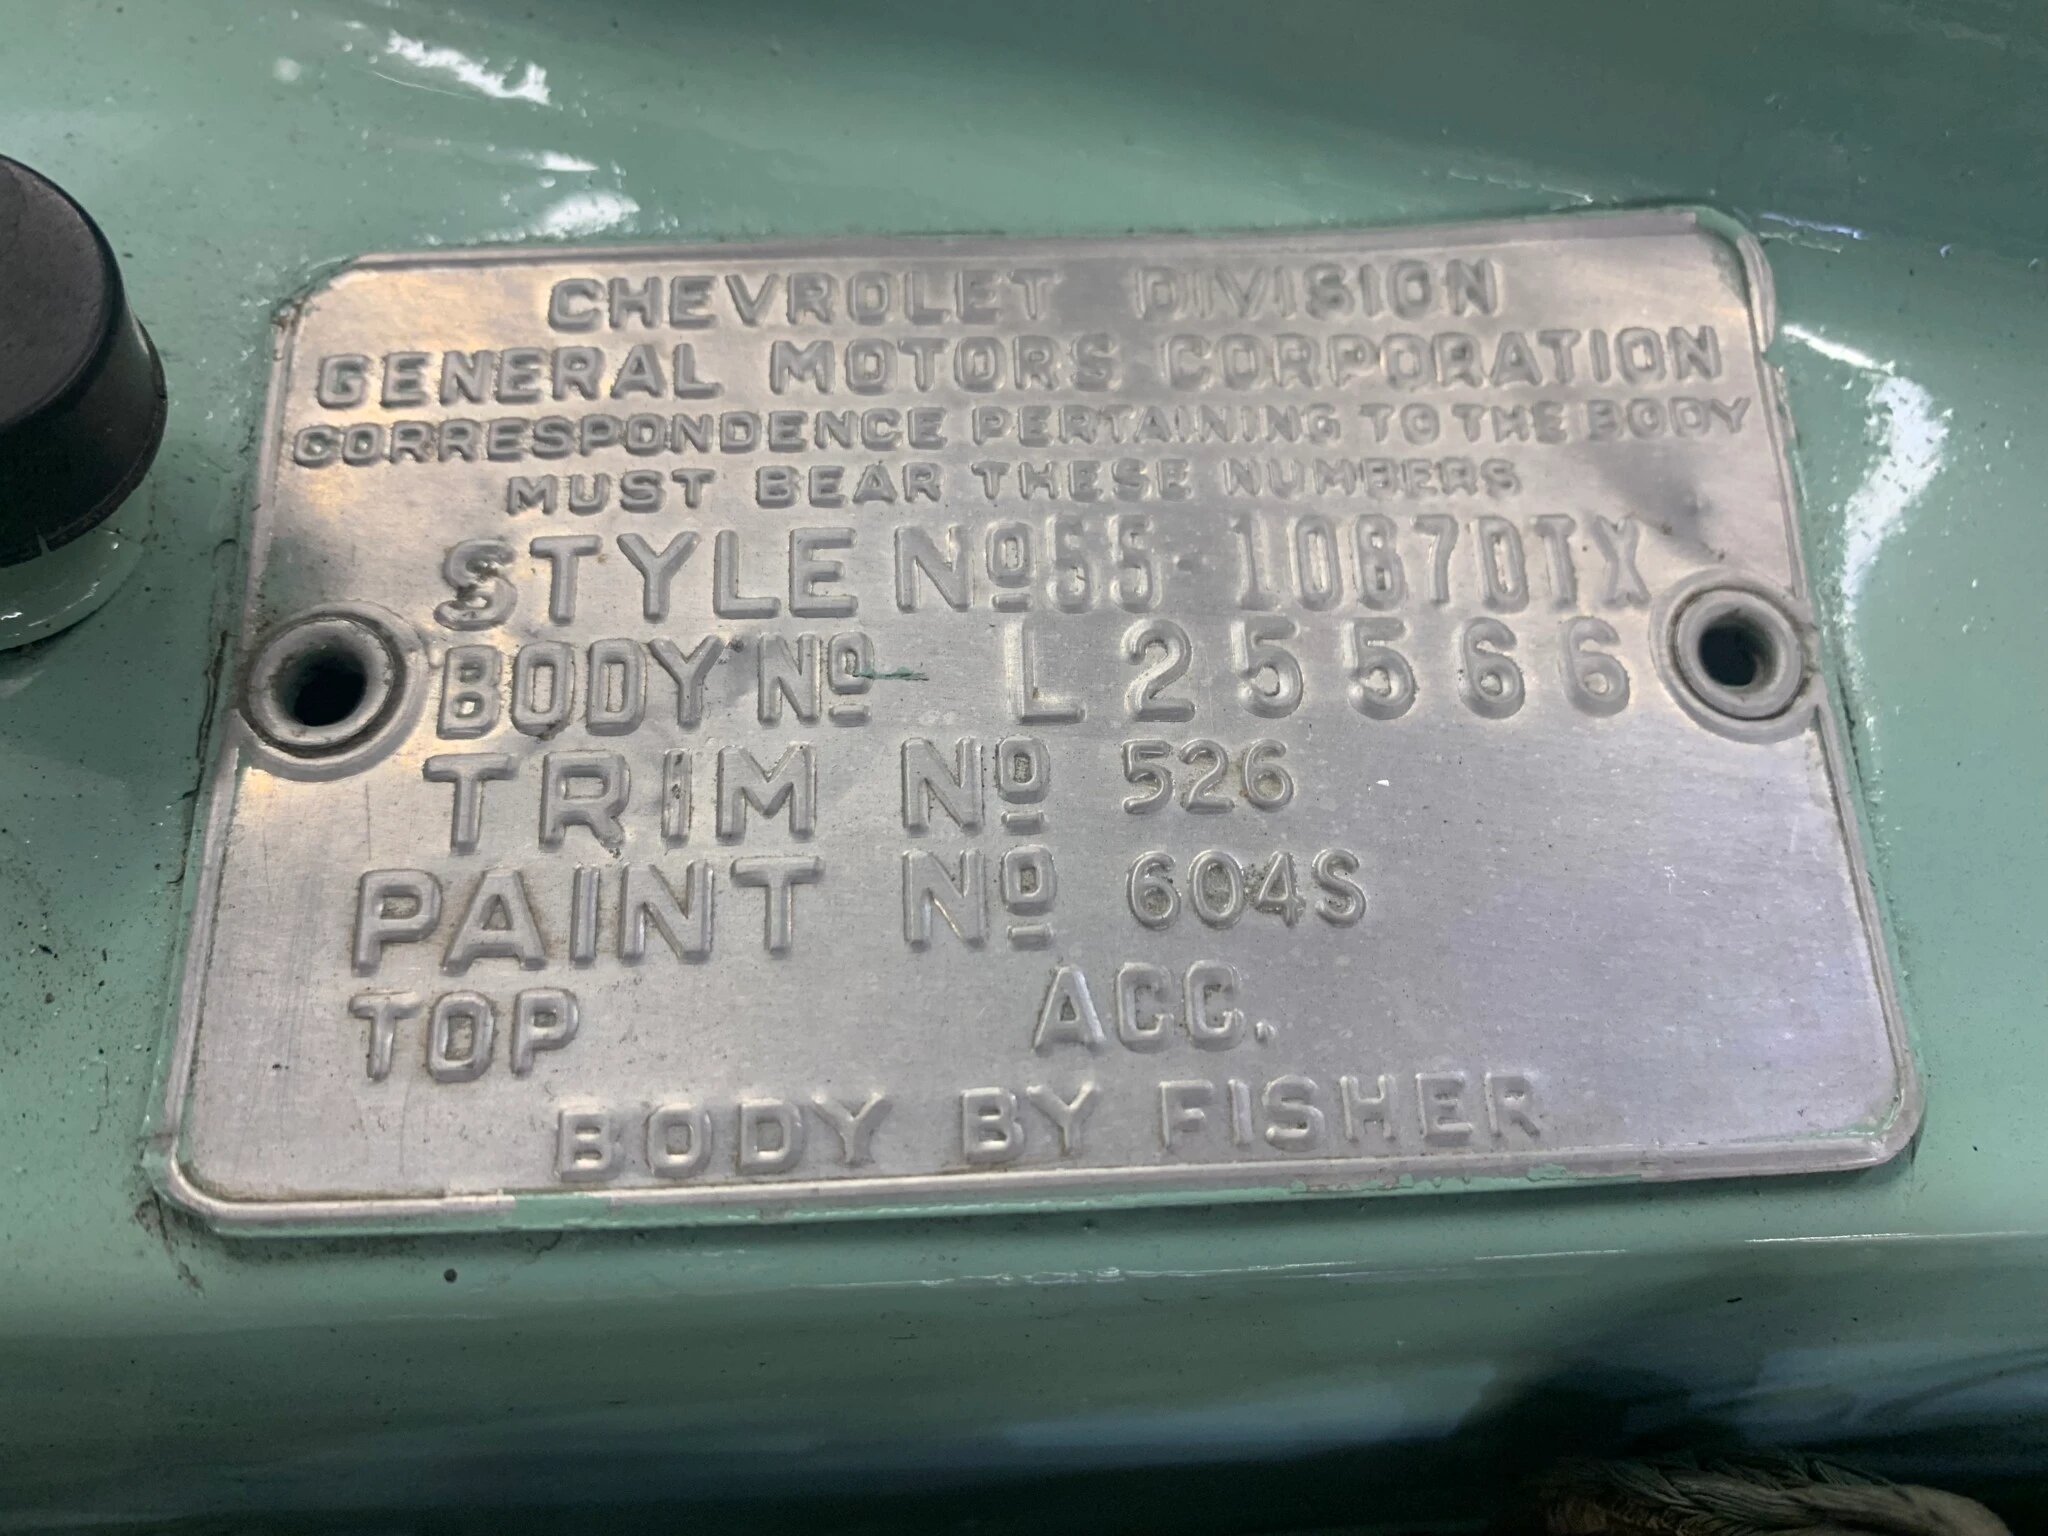 CHEVROLET DIVISION
GENERAL MOTORS CORPORATION
CORRESPONDENCE PERTAINING TO THE BODY
MUST BEAR THESE NUMBERS
STYLE Nº 55-1067DTX
BODY Nº L25566
TRIM Nº 526
PAINT Nº 604S
TOP ACC.
BODY BY FISHER